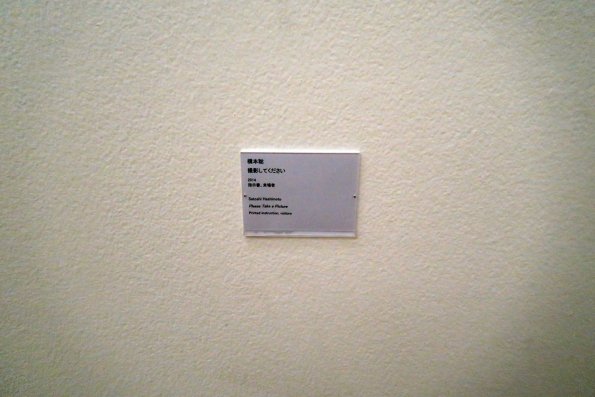 橋本聡
撮影してください
2014
指示書、来場者
Satoshi Hashimoto
Please Take a Picture
Printed instruction, visitors